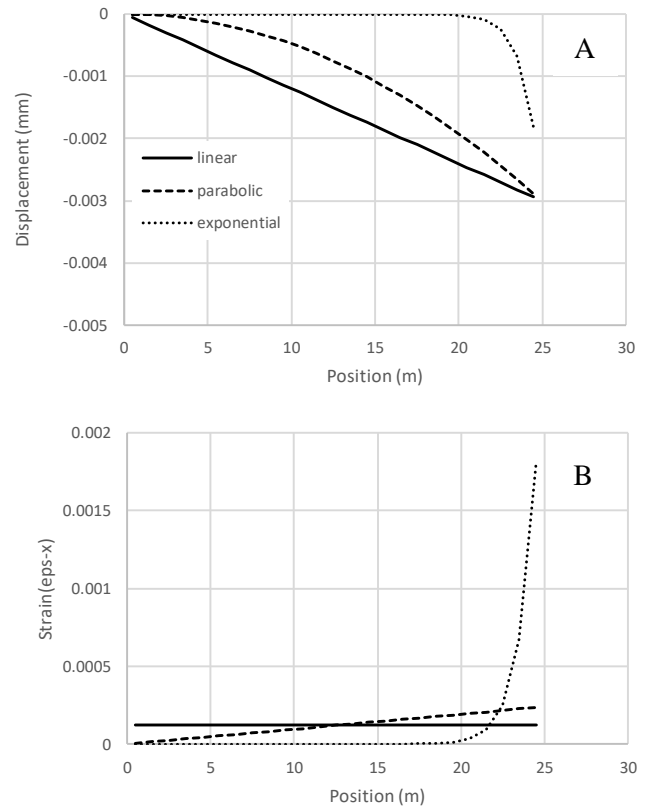 0
-0.001
-0.002
-0.003
-0.004
-0.005
Displacement (mm)
A
linear
parabolic
exponential
0 5 10 15 20 25 30
Position (m)
0.002
0.0015
0.001
0.0005
0
Strain(eps-x)
B
0 5 10 15 20 25 30
Position (m)